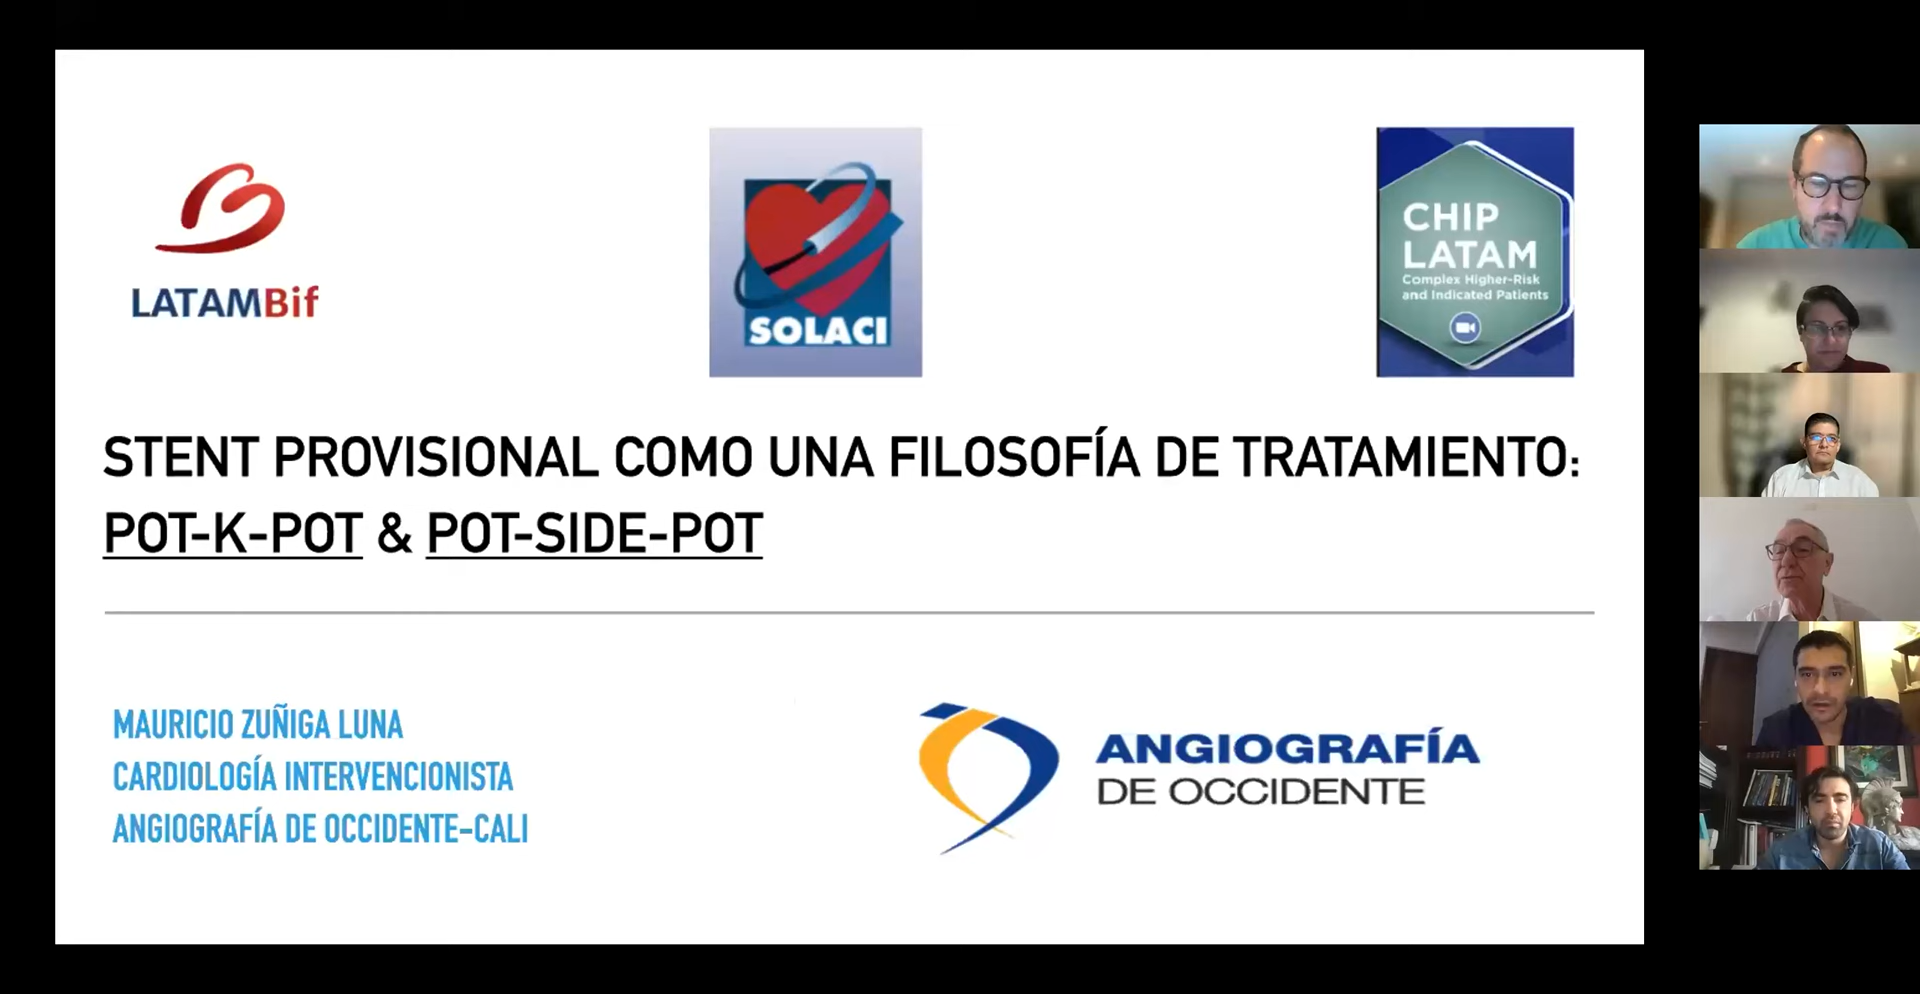 LATAMBif
SOLACI
CHIP
LATAM
Complex Higher-Risk
and Indicated Patients
STENT PROVISIONAL COMO UNA FILOSOFÍA DE TRATAMIENTO:
POT-K-POT & POT-SIDE-POT
MAURICIO ZUÑIGA LUNA
CARDIOLOGÍA INTERVENCIONISTA
ANGIOGRAFÍA DE OCCIDENTE-CALI
ANGIOGRAFÍA
DE OCCIDENTE